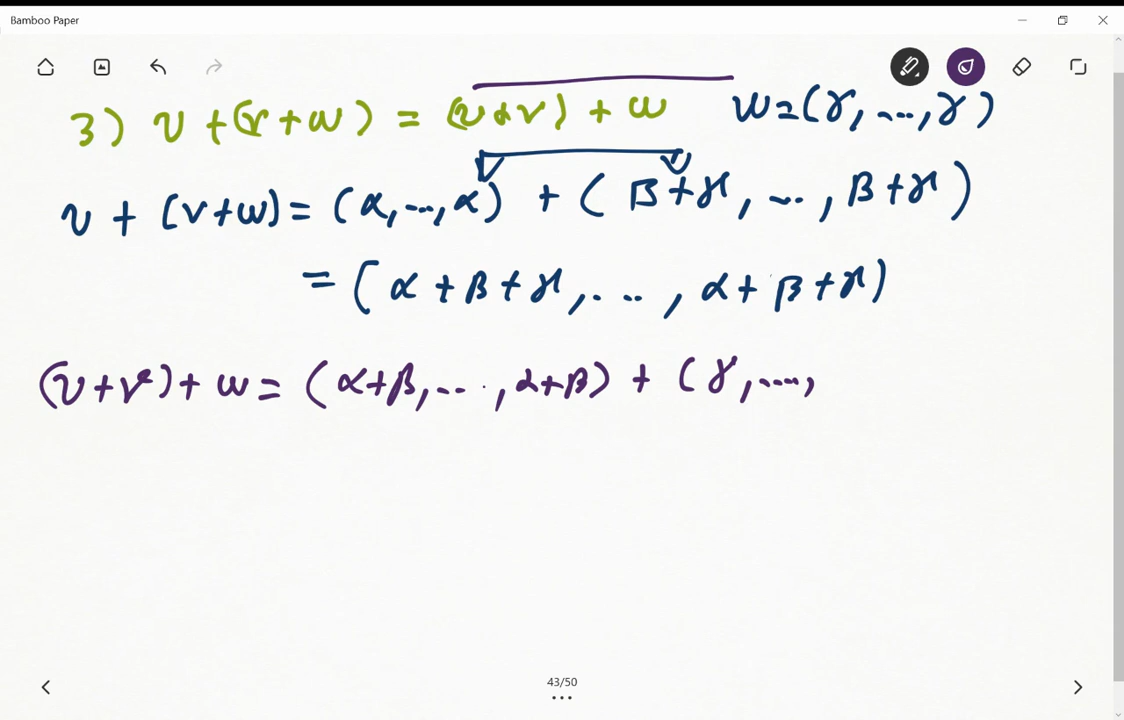 Bamboo Paper
3) u + (v + w) = (u + v) + w w = (γ, ..., γ)
u + (v + w) = (α, ..., α) + (β + γ, ..., β + γ)
= (α + β + γ, ..., α + β + γ)
(u + v) + w = (α + β, ..., α + β) + (γ, ....,
43/50